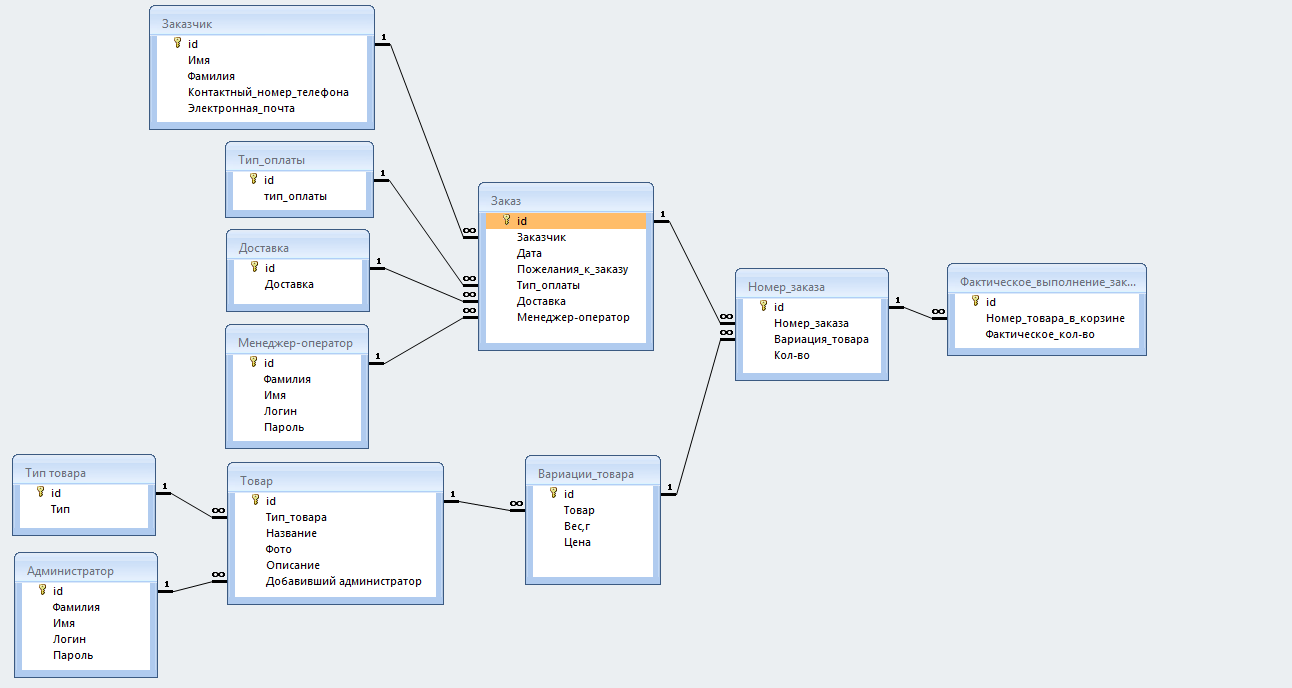 Заказчик
id
Имя
Фамилия
Контактный_номер_телефона
Электронная_почта
1
Тип_оплаты
id
тип_оплаты
1
Доставка
id
Доставка
1
Менеджер-оператор
id
Фамилия
Имя
Логин
Пароль
1
Заказ
id
Заказчик
Дата
Пожелания_к_заказу
Тип_оплаты
Доставка
Менеджер-оператор
∞
∞
∞
∞
1
Номер_заказа
id
Номер_заказа
Вариация_товара
Кол-во
∞
∞
1
Фактическое_выполнение_зак...
id
Номер_товара_в_корзине
Фактическое_кол-во
∞
Тип товара
id
Тип
1
Администратор
id
Фамилия
Имя
Логин
Пароль
1
Товар
id
Тип_товара
Название
Фото
Описание
Добавивший администратор
∞
∞
1
Вариации_товара
id
Товар
Вес,г
Цена
∞
1